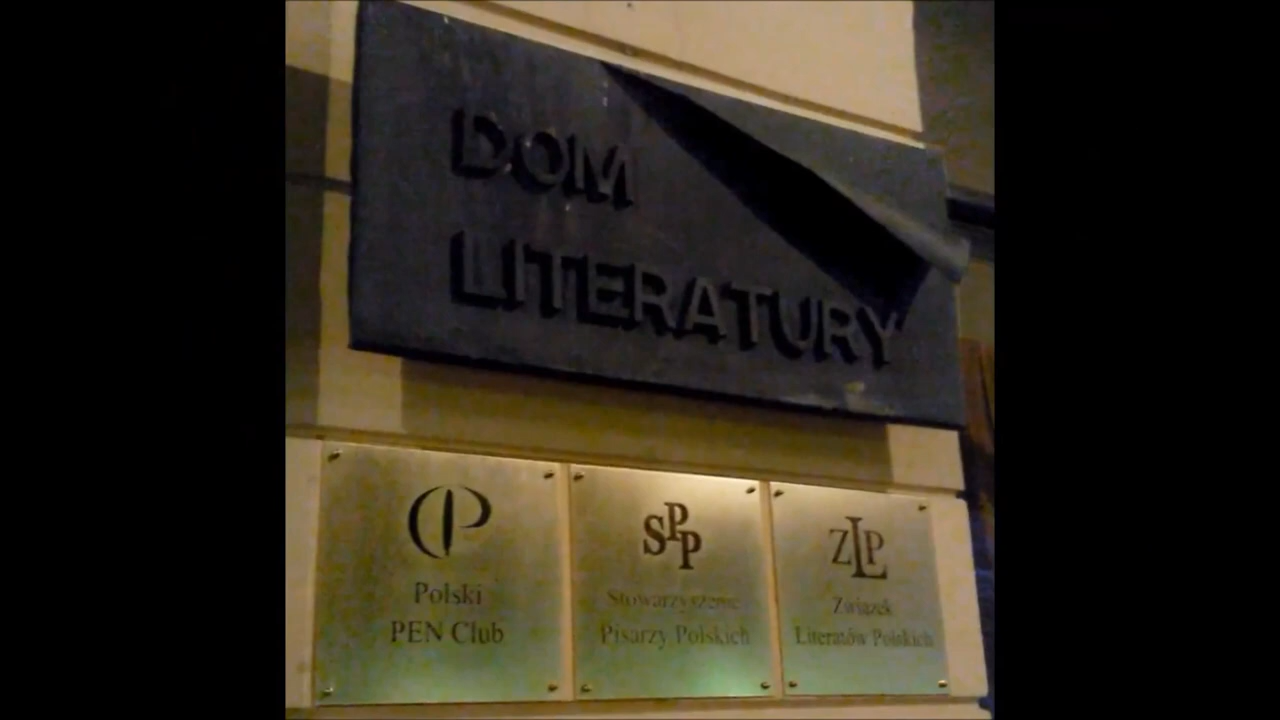 DOM
LITERATURY
Polski
PEN Club
SPP
Stowarzyszenie
Pisarzy Polskich
ZLP
Związek
Literatów Polskich